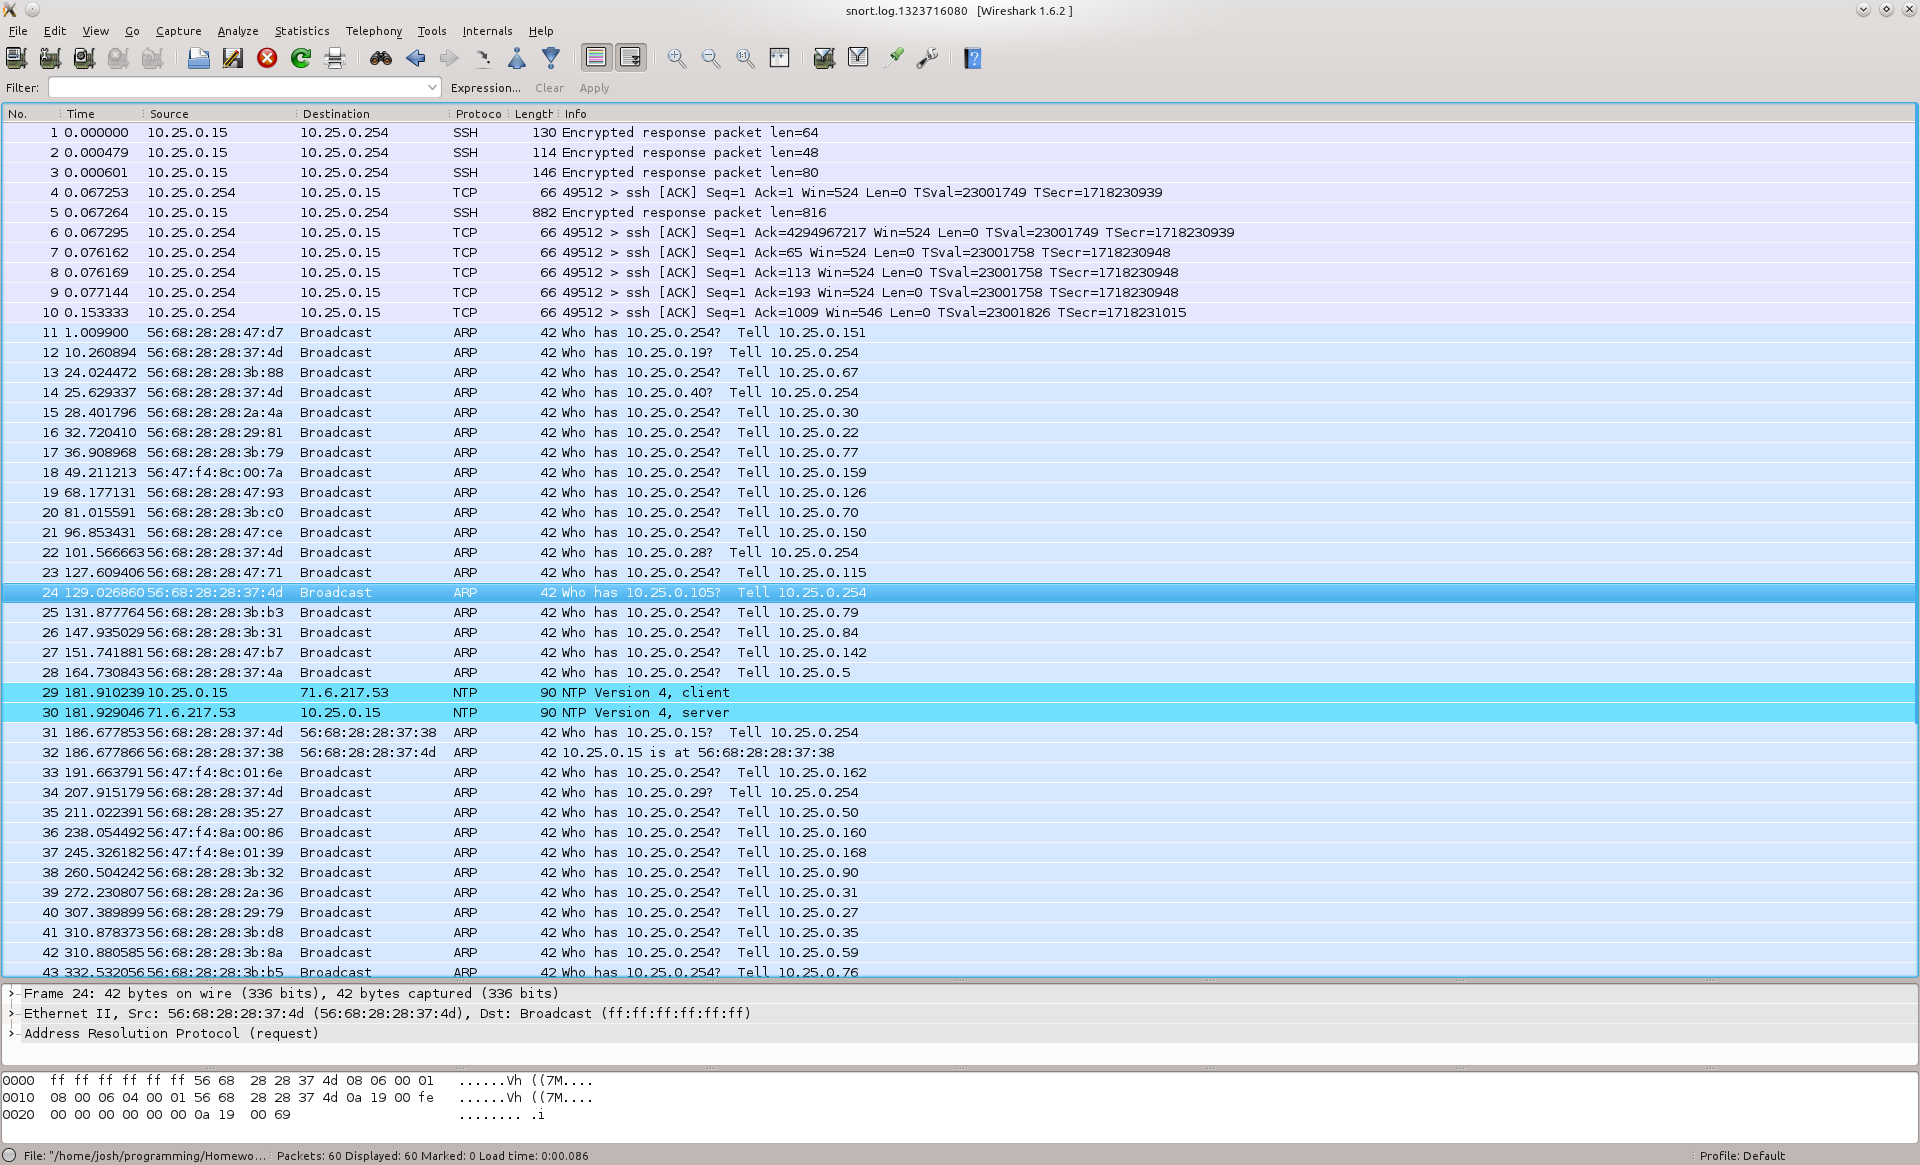 snort.log.1323716080   [Wireshark 1.6.2 ]
File Edit View Go Capture Analyze Statistics Telephony Tools Internals Help
Filter: Expression... Clear Apply
No. Time Source Destination Protoco Length Info
1 0.000000 10.25.0.15 10.25.0.254 SSH 130 Encrypted response packet len=64
2 0.000479 10.25.0.15 10.25.0.254 SSH 114 Encrypted response packet len=48
3 0.000601 10.25.0.15 10.25.0.254 SSH 146 Encrypted response packet len=80
4 0.067253 10.25.0.254 10.25.0.15 TCP 66 49512 > ssh [ACK] Seq=1 Ack=1 Win=524 Len=0 TSval=23001749 TSecr=1718230939
5 0.067264 10.25.0.15 10.25.0.254 SSH 882 Encrypted response packet len=816
6 0.067295 10.25.0.254 10.25.0.15 TCP 66 49512 > ssh [ACK] Seq=1 Ack=4294967217 Win=524 Len=0 TSval=23001749 TSecr=1718230939
7 0.076162 10.25.0.254 10.25.0.15 TCP 66 49512 > ssh [ACK] Seq=1 Ack=65 Win=524 Len=0 TSval=23001758 TSecr=1718230948
8 0.076169 10.25.0.254 10.25.0.15 TCP 66 49512 > ssh [ACK] Seq=1 Ack=113 Win=524 Len=0 TSval=23001758 TSecr=1718230948
9 0.077144 10.25.0.254 10.25.0.15 TCP 66 49512 > ssh [ACK] Seq=1 Ack=193 Win=524 Len=0 TSval=23001758 TSecr=1718230948
10 0.153333 10.25.0.254 10.25.0.15 TCP 66 49512 > ssh [ACK] Seq=1 Ack=1009 Win=546 Len=0 TSval=23001826 TSecr=1718231015
11 1.009900 56:68:28:28:47:d7 Broadcast ARP 42 Who has 10.25.0.254?  Tell 10.25.0.151
12 10.260894 56:68:28:28:37:4d Broadcast ARP 42 Who has 10.25.0.19?  Tell 10.25.0.254
13 24.024472 56:68:28:28:3b:88 Broadcast ARP 42 Who has 10.25.0.254?  Tell 10.25.0.67
14 25.629337 56:68:28:28:37:4d Broadcast ARP 42 Who has 10.25.0.40?  Tell 10.25.0.254
15 28.401796 56:68:28:28:2a:4a Broadcast ARP 42 Who has 10.25.0.254?  Tell 10.25.0.30
16 32.720410 56:68:28:28:29:81 Broadcast ARP 42 Who has 10.25.0.254?  Tell 10.25.0.22
17 36.908968 56:68:28:28:3b:79 Broadcast ARP 42 Who has 10.25.0.254?  Tell 10.25.0.77
18 49.211213 56:47:f4:8c:00:7a Broadcast ARP 42 Who has 10.25.0.254?  Tell 10.25.0.159
19 68.177131 56:68:28:28:47:93 Broadcast ARP 42 Who has 10.25.0.254?  Tell 10.25.0.126
20 81.015591 56:68:28:28:3b:c0 Broadcast ARP 42 Who has 10.25.0.254?  Tell 10.25.0.70
21 96.853431 56:68:28:28:47:ce Broadcast ARP 42 Who has 10.25.0.254?  Tell 10.25.0.150
22 101.566663 56:68:28:28:37:4d Broadcast ARP 42 Who has 10.25.0.28?  Tell 10.25.0.254
23 127.609406 56:68:28:28:47:71 Broadcast ARP 42 Who has 10.25.0.254?  Tell 10.25.0.115
24 129.026860 56:68:28:28:37:4d Broadcast ARP 42 Who has 10.25.0.105?  Tell 10.25.0.254
25 131.877764 56:68:28:28:3b:b3 Broadcast ARP 42 Who has 10.25.0.254?  Tell 10.25.0.79
26 147.935029 56:68:28:28:3b:31 Broadcast ARP 42 Who has 10.25.0.254?  Tell 10.25.0.84
27 151.741881 56:68:28:28:47:b7 Broadcast ARP 42 Who has 10.25.0.254?  Tell 10.25.0.142
28 164.730843 56:68:28:28:37:4a Broadcast ARP 42 Who has 10.25.0.254?  Tell 10.25.0.5
29 181.910239 10.25.0.15 71.6.217.53 NTP 90 NTP Version 4, client
30 181.929046 71.6.217.53 10.25.0.15 NTP 90 NTP Version 4, server
31 186.677853 56:68:28:28:37:4d 56:68:28:28:37:38 ARP 42 Who has 10.25.0.15?  Tell 10.25.0.254
32 186.677866 56:68:28:28:37:38 56:68:28:28:37:4d ARP 42 10.25.0.15 is at 56:68:28:28:37:38
33 191.663791 56:47:f4:8c:01:6e Broadcast ARP 42 Who has 10.25.0.254?  Tell 10.25.0.162
34 207.915179 56:68:28:28:37:4d Broadcast ARP 42 Who has 10.25.0.29?  Tell 10.25.0.254
35 211.022391 56:68:28:28:35:27 Broadcast ARP 42 Who has 10.25.0.254?  Tell 10.25.0.50
36 238.054492 56:47:f4:8a:00:86 Broadcast ARP 42 Who has 10.25.0.254?  Tell 10.25.0.160
37 245.326182 56:47:f4:8e:01:39 Broadcast ARP 42 Who has 10.25.0.254?  Tell 10.25.0.168
38 260.504242 56:68:28:28:3b:32 Broadcast ARP 42 Who has 10.25.0.254?  Tell 10.25.0.90
39 272.230807 56:68:28:28:2a:36 Broadcast ARP 42 Who has 10.25.0.254?  Tell 10.25.0.31
40 307.389899 56:68:28:28:29:79 Broadcast ARP 42 Who has 10.25.0.254?  Tell 10.25.0.27
41 310.878373 56:68:28:28:3b:d8 Broadcast ARP 42 Who has 10.25.0.254?  Tell 10.25.0.35
42 310.880585 56:68:28:28:3b:8a Broadcast ARP 42 Who has 10.25.0.254?  Tell 10.25.0.59
43 332.532056 56:68:28:28:3b:b5 Broadcast ARP 42 Who has 10.25.0.254?  Tell 10.25.0.76
Frame 24: 42 bytes on wire (336 bits), 42 bytes captured (336 bits)
Ethernet II, Src: 56:68:28:28:37:4d (56:68:28:28:37:4d), Dst: Broadcast (ff:ff:ff:ff:ff:ff)
Address Resolution Protocol (request)
0000  ff ff ff ff ff ff 56 68  28 28 37 4d 08 06 00 01   ......Vh ((7M....
0010  08 00 06 04 00 01 56 68  28 28 37 4d 0a 19 00 fe   ......Vh ((7M....
0020  00 00 00 00 00 00 0a 19  00 69   ........ .i
File: "/home/josh/programming/Homewo... Packets: 60 Displayed: 60 Marked: 0 Load time: 0:00.086 Profile: Default